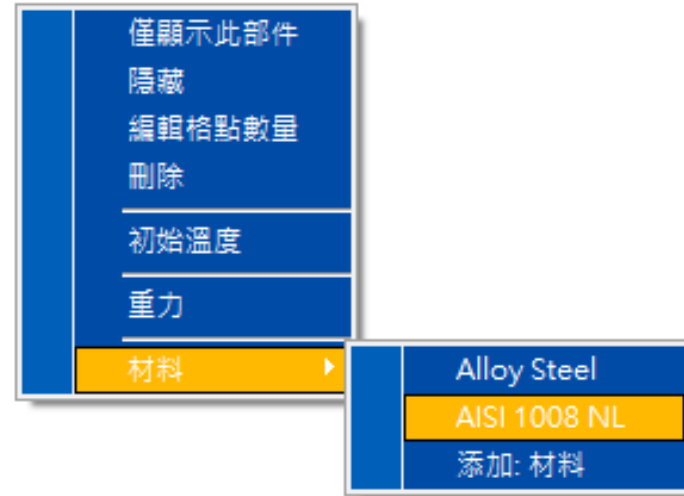 僅顯示此部件
隱藏
編輯格點數量
刪除
初始溫度
重力
材料
Alloy Steel
AISI 1008 NL
添加: 材料